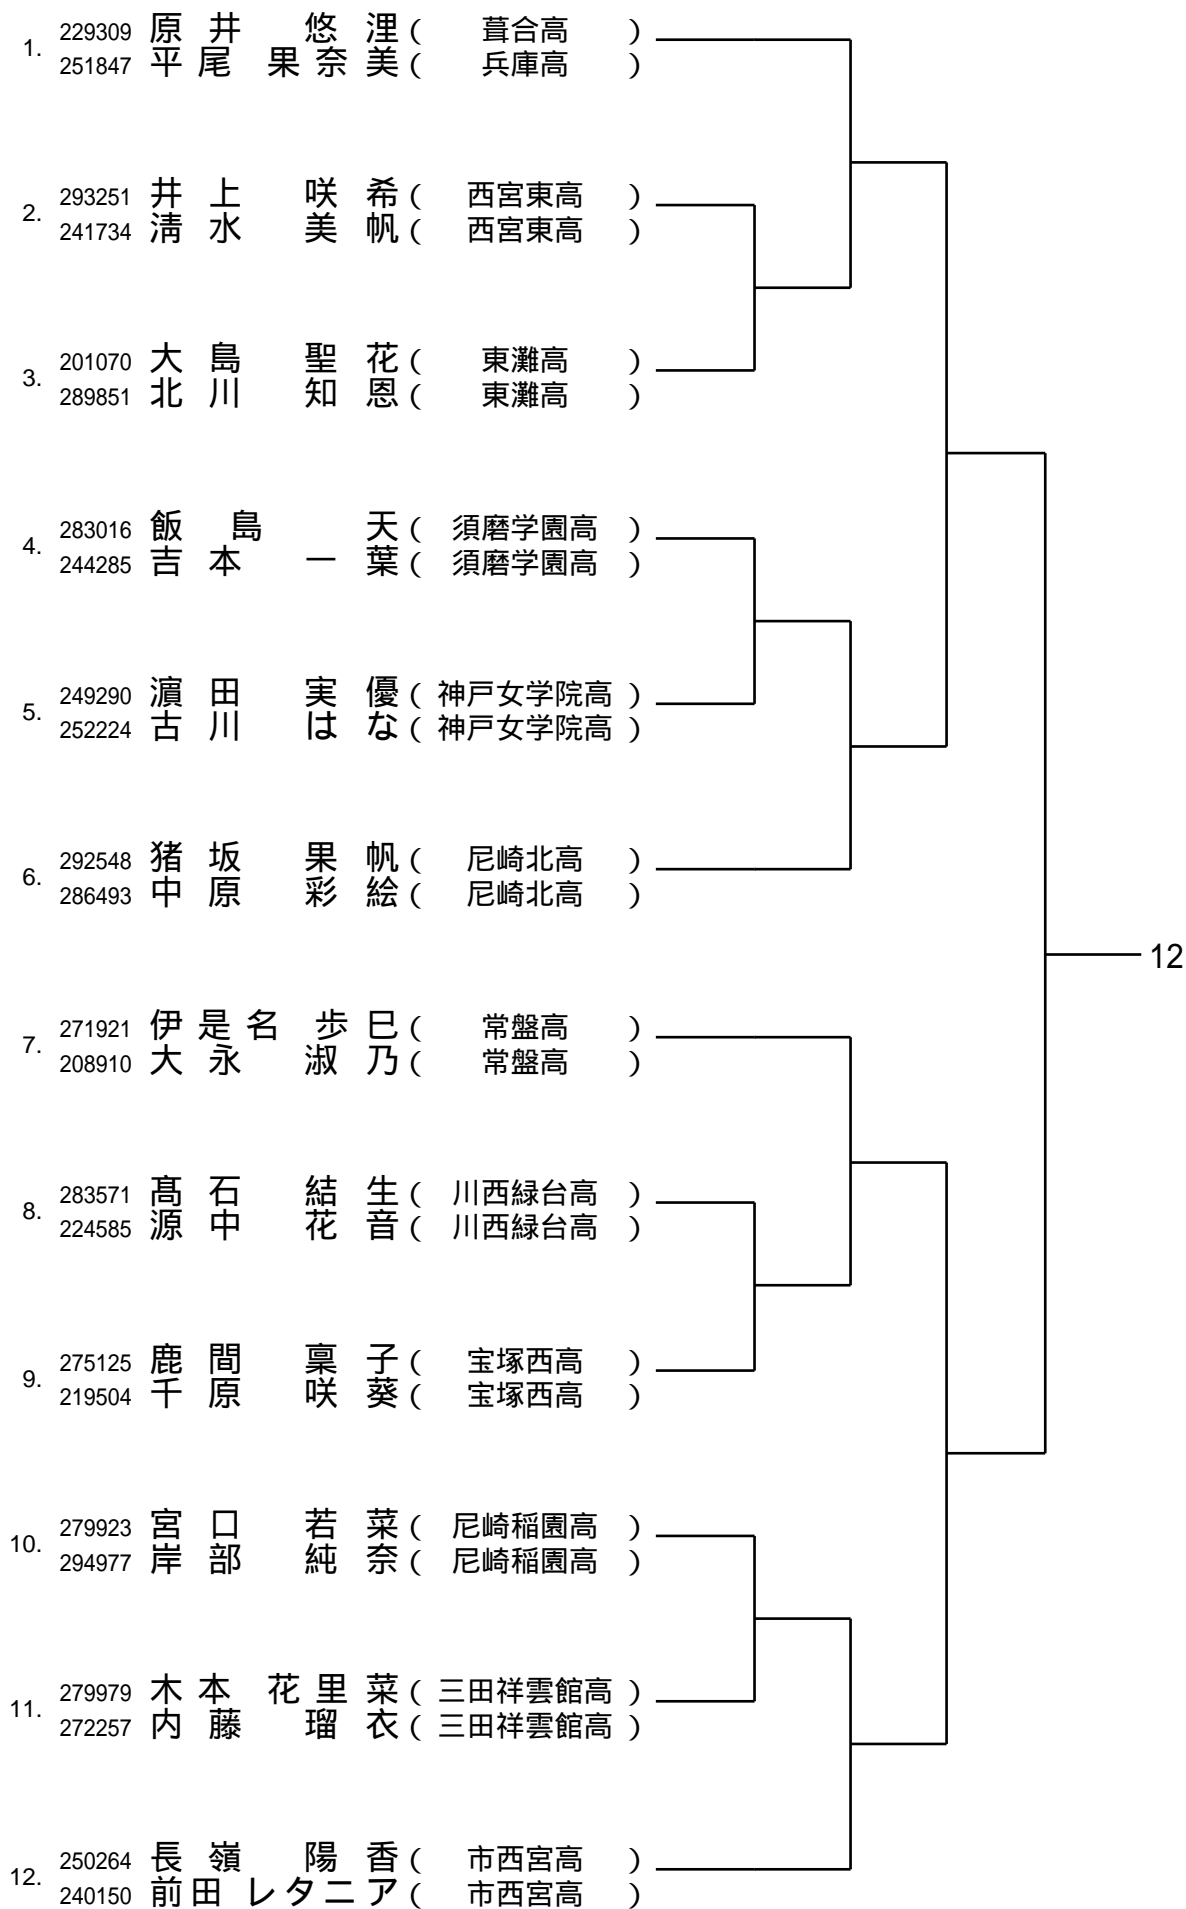 1. 229309 原井 悠浬 ( 葺合高 )
251847 平尾 果奈美 ( 兵庫高 )
2. 293251 井上 咲希 ( 西宮東高 )
241734 淸水 美帆 ( 西宮東高 )
3. 201070 大島 聖花 ( 東灘高 )
289851 北川 知恩 ( 東灘高 )
4. 283016 飯島 天 ( 須磨学園高 )
244285 吉本 一葉 ( 須磨学園高 )
5. 249290 濵田 実優 ( 神戸女学院高 )
252224 古川 はな ( 神戸女学院高 )
6. 292548 猪坂 果帆 ( 尼崎北高 )
286493 中原 彩絵 ( 尼崎北高 )
12
7. 271921 伊是名 歩巳 ( 常盤高 )
208910 大永 淑乃 ( 常盤高 )
8. 283571 髙石 結生 ( 川西緑台高 )
224585 源中 花音 ( 川西緑台高 )
9. 275125 鹿間 稟子 ( 宝塚西高 )
219504 千原 咲葵 ( 宝塚西高 )
10. 279923 宮口 若菜 ( 尼崎稲園高 )
294977 岸部 純奈 ( 尼崎稲園高 )
11. 279979 木本 花里菜 ( 三田祥雲館高 )
272257 内藤 瑠衣 ( 三田祥雲館高 )
12. 250264 長嶺 陽香 ( 市西宮高 )
240150 前田 レタニア ( 市西宮高 )